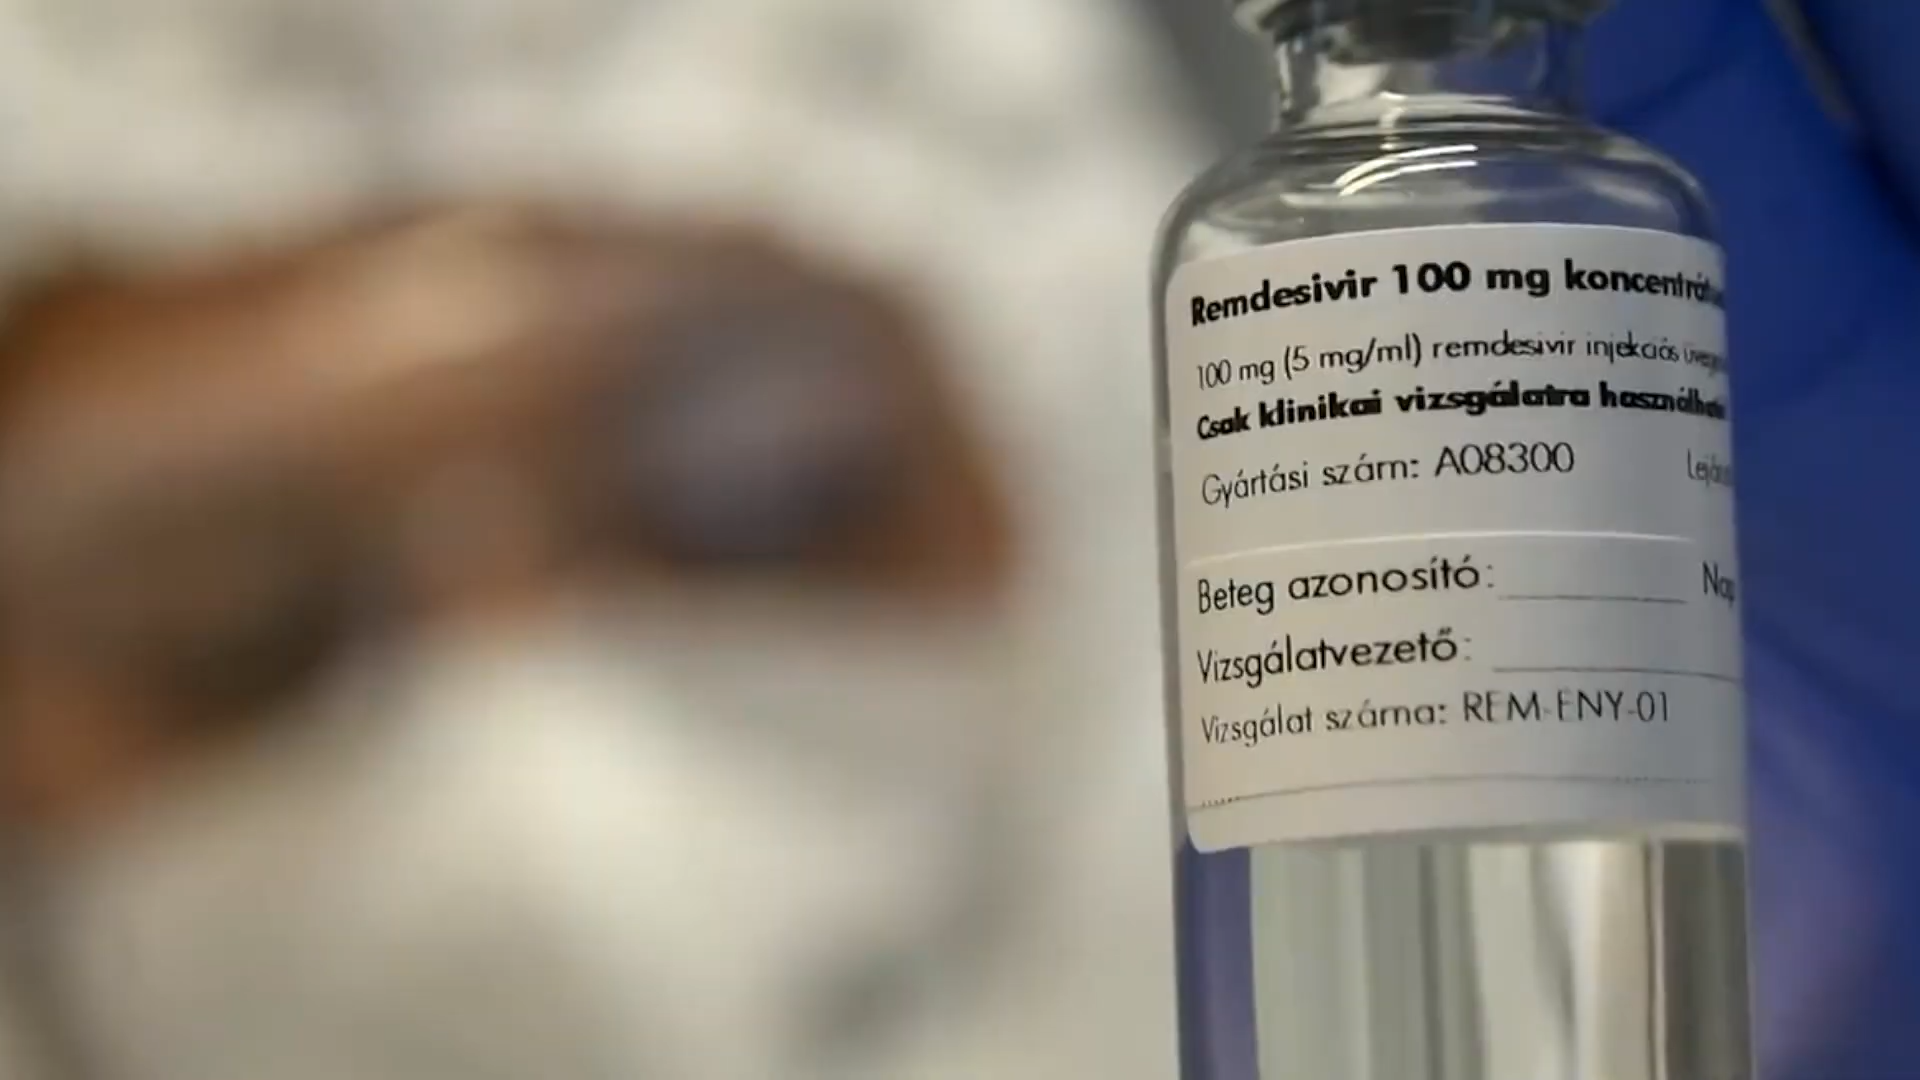 Remdesivir 100 mg
100 mg (5 mg/ml) remdesivir injekciós
Csak klinikai vizsgálatra
Gyártási szám: A08300
Beteg azonosító:
Vizsgálatvezető:
Vizsgálat száma: REM-ENY-01